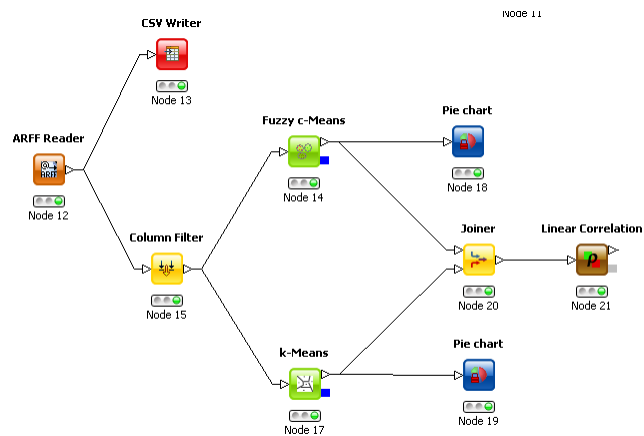 Node 11
CSV Writer
Node 13
Fuzzy c-Means
Node 14
Pie chart
Node 18
ARFF Reader
ARFF
Node 12
Column Filter
Node 15
Joiner
Node 20
Linear Correlation
ρ
Node 21
k-Means
Node 17
Pie chart
Node 19